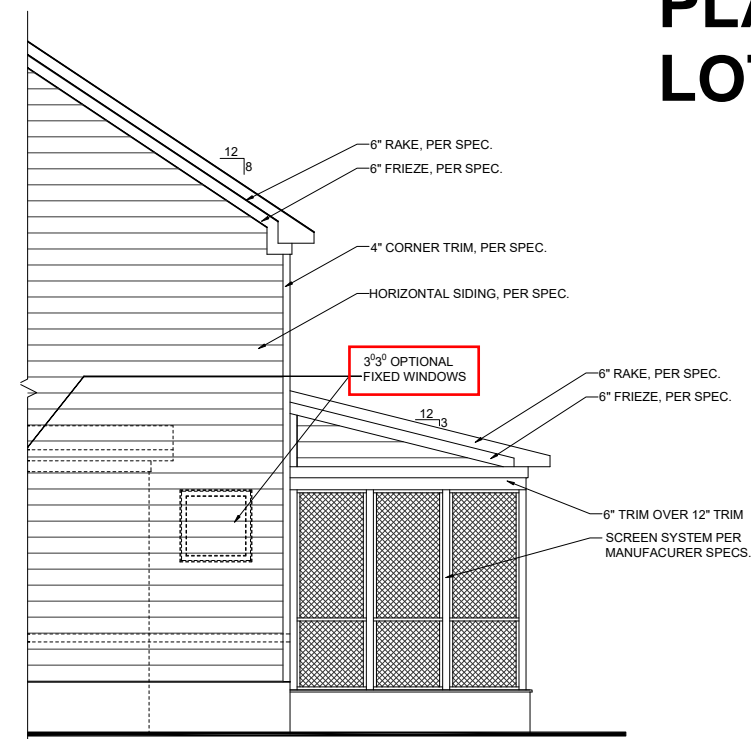 PLA
LOT
12
8
6" RAKE, PER SPEC.
6" FRIEZE, PER SPEC.
4" CORNER TRIM, PER SPEC.
HORIZONTAL SIDING, PER SPEC.
3⁰3⁰ OPTIONAL
FIXED WINDOWS
12
3
6" RAKE, PER SPEC.
6" FRIEZE, PER SPEC.
6" TRIM OVER 12" TRIM
SCREEN SYSTEM PER
MANUFACURER SPECS.